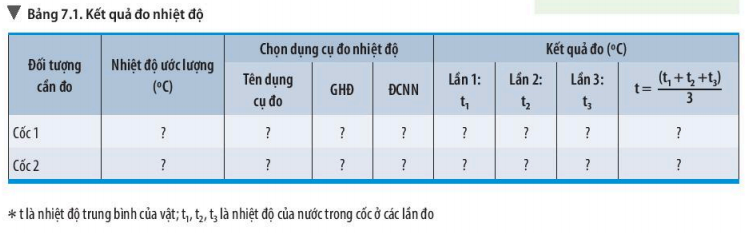 ▼ Bảng 7.1. Kết quả đo nhiệt độ
Đối tượng cần đo | Nhiệt độ ước lượng (⁰C) | Chọn dụng cụ đo nhiệt độ | Kết quả đo (⁰C)
Tên dụng cụ đo | GHĐ | ĐCNN | Lần 1: t₁ | Lần 2: t₂ | Lần 3: t₃ | t = (t₁ + t₂ + t₃) / 3
Cốc 1 | ? | ? | ? | ? | ? | ? | ? | ?
Cốc 2 | ? | ? | ? | ? | ? | ? | ? | ?
* t là nhiệt độ trung bình của vật; t₁, t₂, t₃ là nhiệt độ của nước trong cốc ở các lần đo